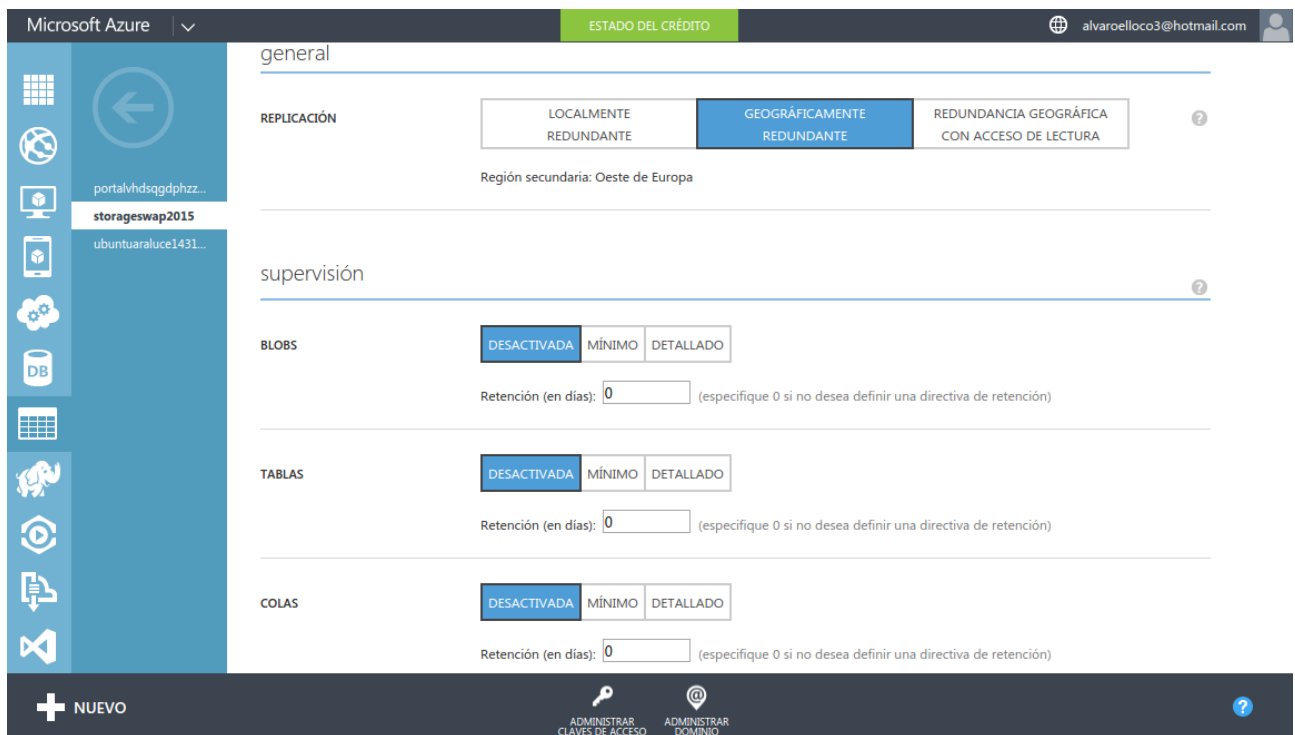 Microsoft Azure
ESTADO DEL CRÉDITO
alvaroelloco3@hotmail.com
portalvhdsqgdphzz...
storageswap2015
ubuntuaraluce1431...
DB
general
REPLICACIÓN
LOCALMENTE
REDUNDANTE
GEOGRÁFICAMENTE
REDUNDANTE
REDUNDANCIA GEOGRÁFICA
CON ACCESO DE LECTURA
?
Región secundaria: Oeste de Europa
supervisión
?
BLOBS
DESACTIVADA MÍNIMO DETALLADO
Retención (en días): 0 (especifique 0 si no desea definir una directiva de retención)
TABLAS
DESACTIVADA MÍNIMO DETALLADO
Retención (en días): 0 (especifique 0 si no desea definir una directiva de retención)
COLAS
DESACTIVADA MÍNIMO DETALLADO
Retención (en días): 0 (especifique 0 si no desea definir una directiva de retención)
NUEVO
ADMINISTRAR
CLAVES DE ACCESO
@
ADMINISTRAR
DOMINIO
?